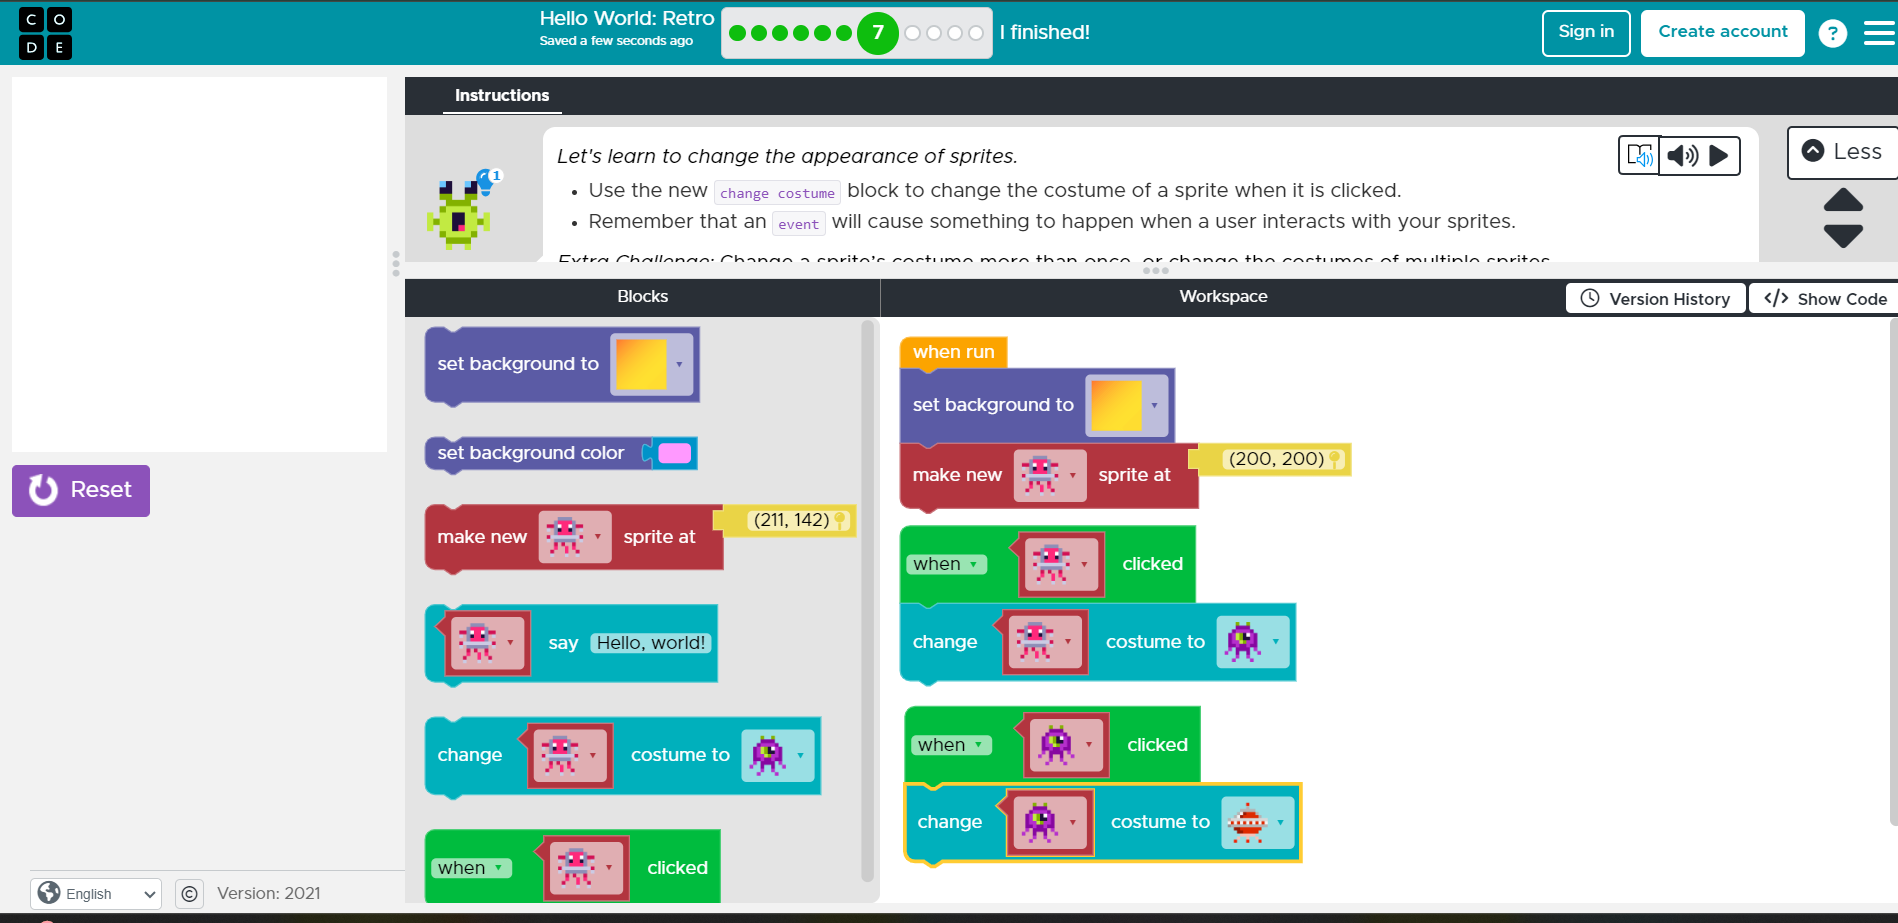 C O
D E
Hello World: Retro
Saved a few seconds ago
7
I finished!
Sign in
Create account
?
Instructions
1
Let's learn to change the appearance of sprites.
• Use the new change costume block to change the costume of a sprite when it is clicked.
• Remember that an event will cause something to happen when a user interacts with your sprites.
Extra Challenge: Change a sprite's costume more than once, or change the costumes of multiple sprites.
Less
Reset
Blocks
Workspace
Version History
</> Show Code
set background to
set background color
make new sprite at (211, 142)
say Hello, world!
change costume to
when clicked
when run
set background to
make new sprite at (200, 200)
when clicked
change costume to
when clicked
change costume to
English
© Version: 2021